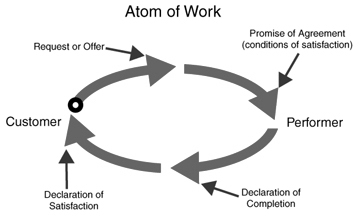 Atom of Work
Request or Offer
Promise of Agreement
(conditions of satisfaction)
Customer
Performer
Declaration of
Satisfaction
Declaration of
Completion